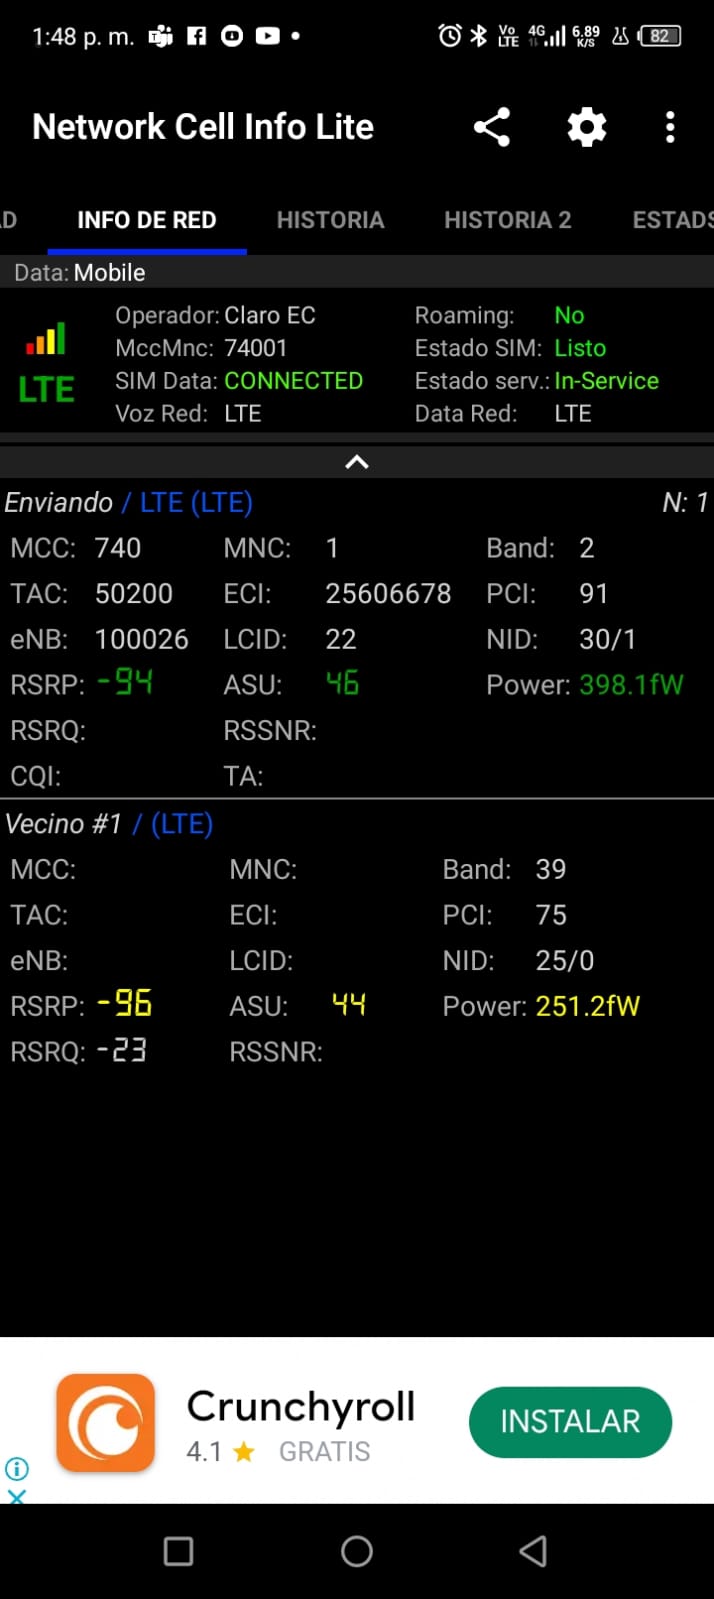 1:48 p. m. Vo LTE 4G 6.89 K/S 82
Network Cell Info Lite
AD INFO DE RED HISTORIA HISTORIA 2 ESTADS
Data: Mobile
Operador: Claro EC Roaming: No
MccMnc: 74001 Estado SIM: Listo
LTE SIM Data: CONNECTED Estado serv.: In-Service
Voz Red: LTE Data Red: LTE
Enviando / LTE (LTE) N: 1
MCC: 740 MNC: 1 Band: 2
TAC: 50200 ECI: 25606678 PCI: 91
eNB: 100026 LCID: 22 NID: 30/1
RSRP: -94 ASU: 46 Power: 398.1fW
RSRQ: RSSNR:
CQI: TA:
Vecino #1 / (LTE)
MCC: MNC: Band: 39
TAC: ECI: PCI: 75
eNB: LCID: NID: 25/0
RSRP: -96 ASU: 44 Power: 251.2fW
RSRQ: -23 RSSNR:
Crunchyroll
4.1 ★ GRATIS
INSTALAR